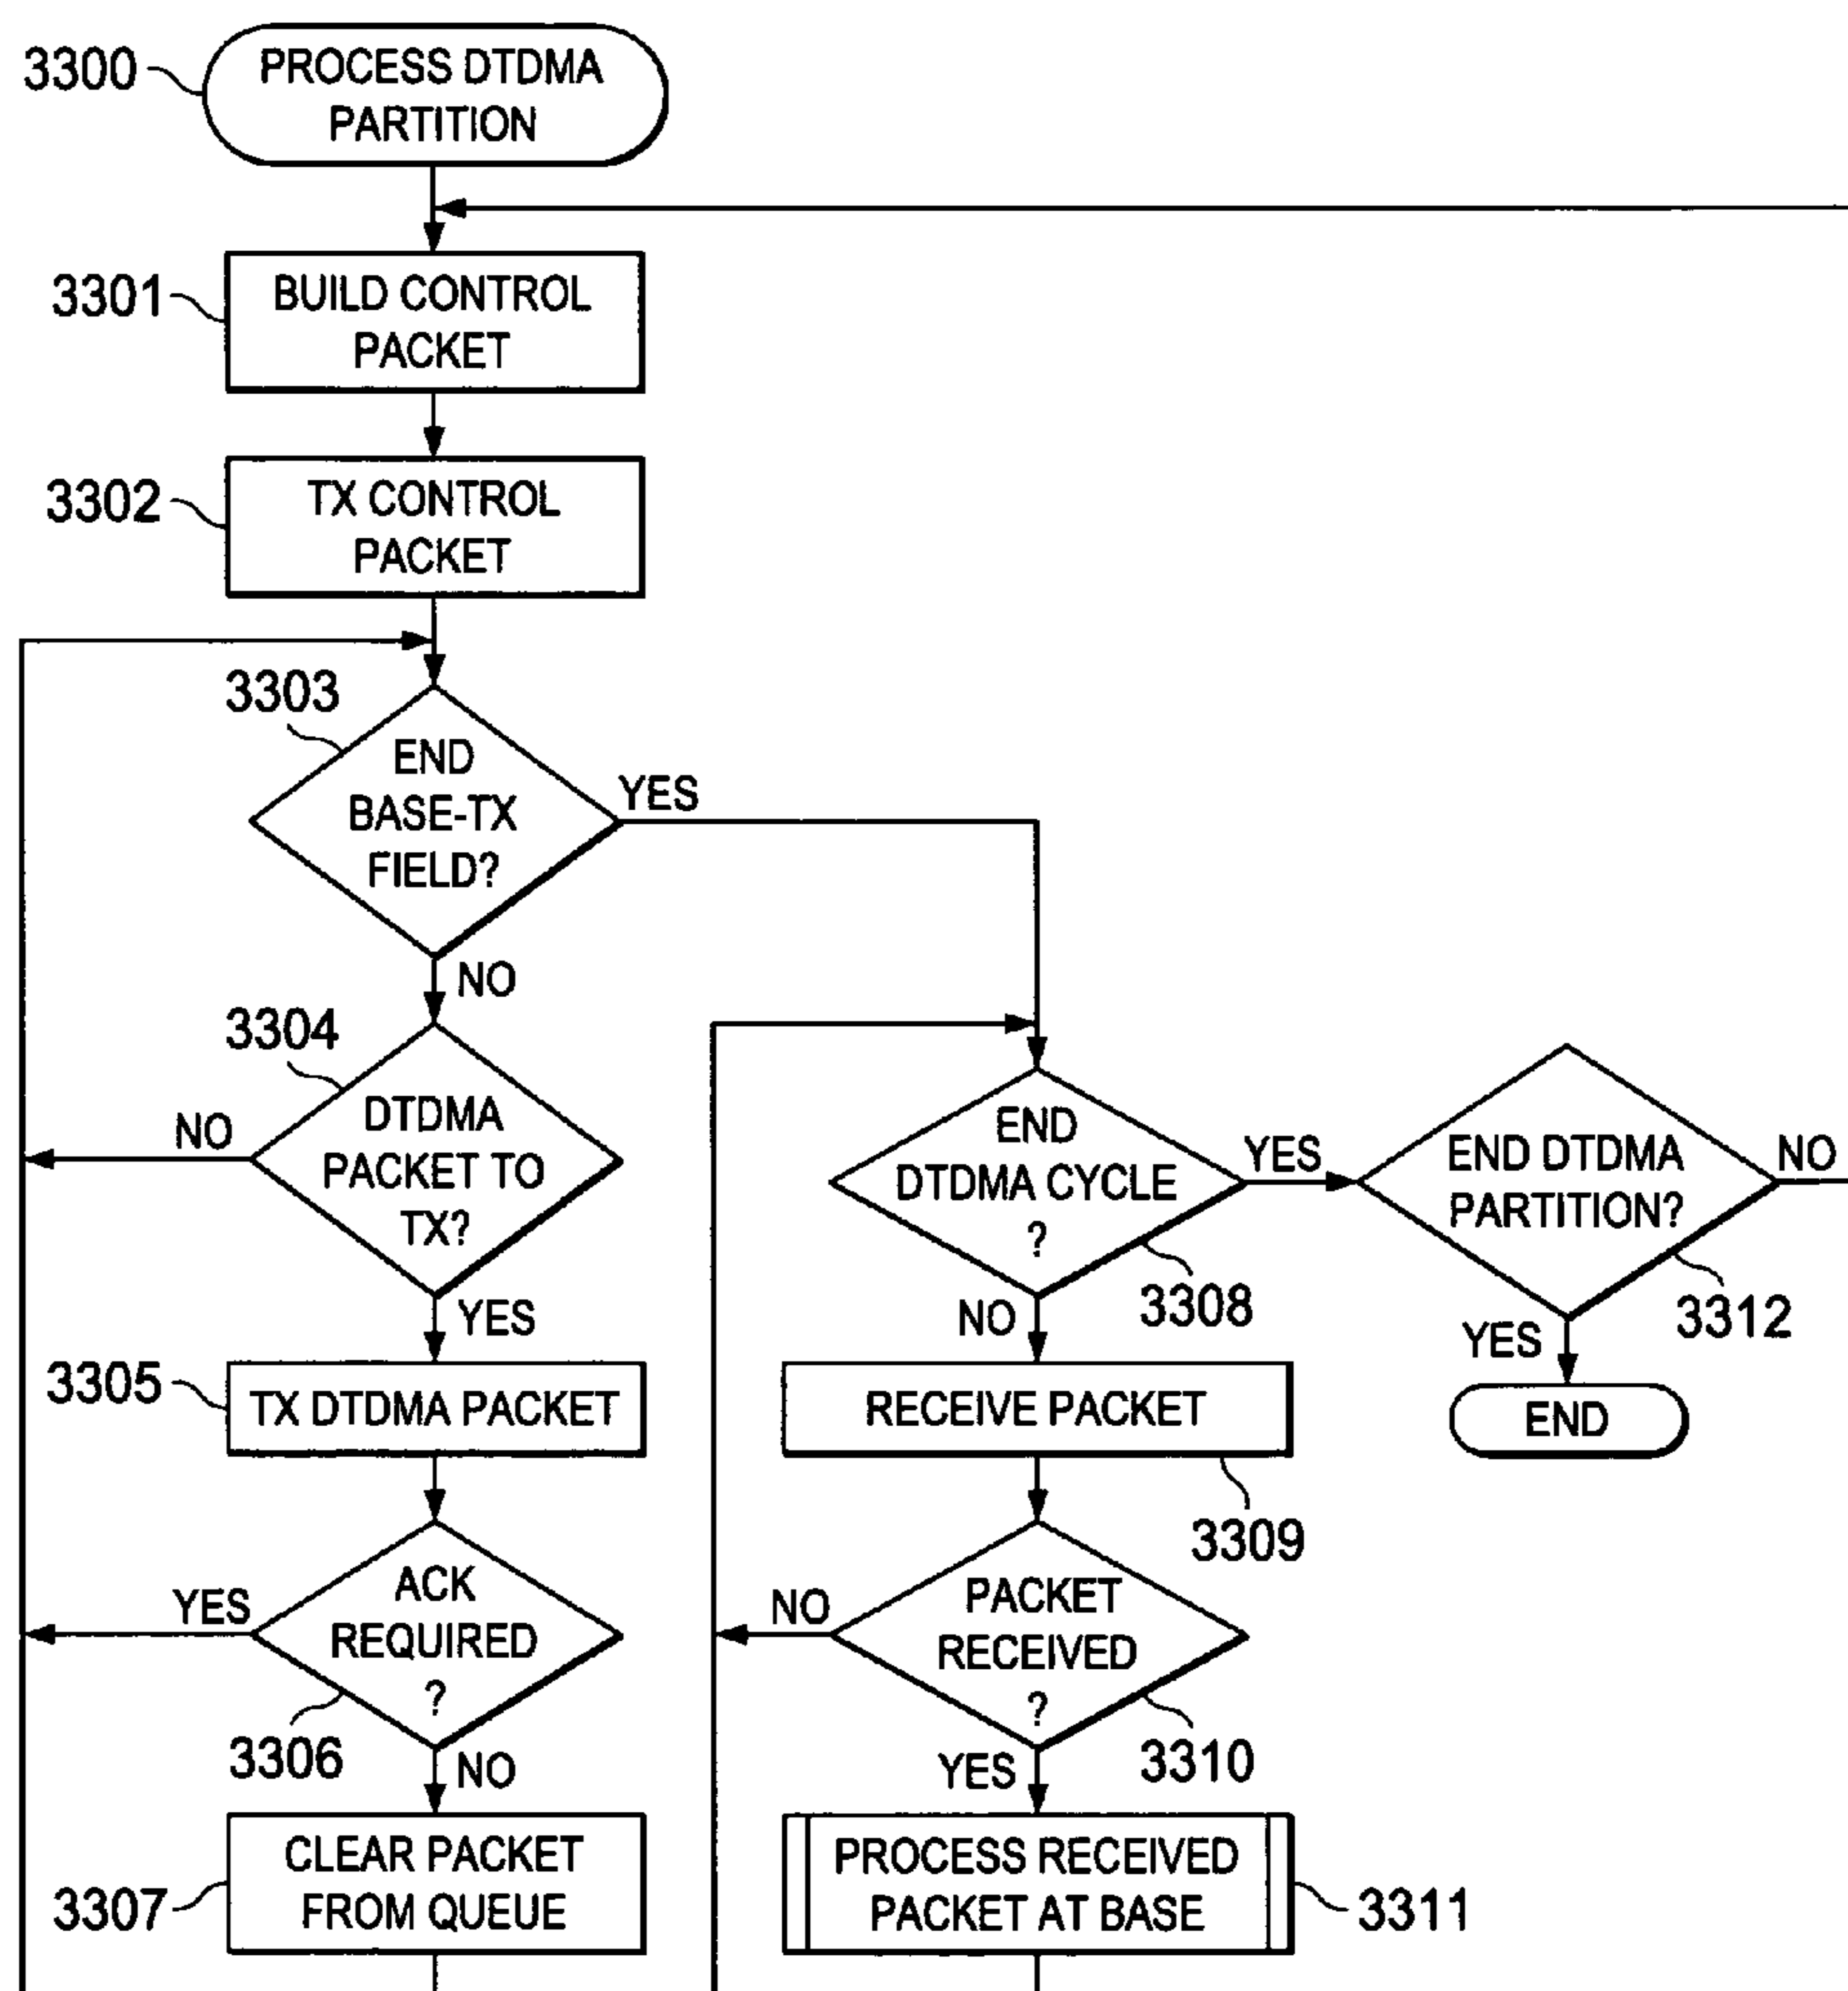 3300
PROCESS DTDMA
PARTITION
3301
BUILD CONTROL
PACKET
3302
TX CONTROL
PACKET
3303
END
BASE-TX
FIELD?
YES
NO
3304
DTDMA
PACKET TO
TX?
NO
YES
3305
TX DTDMA PACKET
ACK
REQUIRED
?
YES
3306
NO
3307
CLEAR PACKET
FROM QUEUE
END
DTDMA CYCLE
?
YES
3308
NO
RECEIVE PACKET
3309
PACKET
RECEIVED
?
NO
3310
YES
PROCESS RECEIVED
PACKET AT BASE
3311
END DTDMA
PARTITION?
NO
3312
YES
END